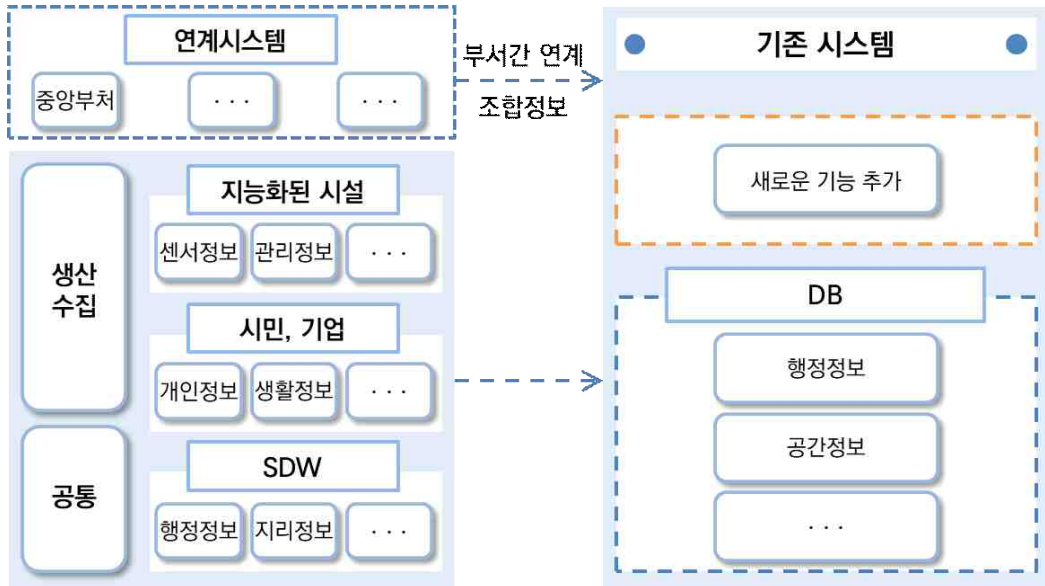 연계시스템
중앙부처
. . .
. . .
부서간 연계
조합정보
생산
수집
공통
지능화된 시설
센서정보
관리정보
. . .
시민, 기업
개인정보
생활정보
. . .
SDW
행정정보
지리정보
. . .
기존 시스템
새로운 기능 추가
DB
행정정보
공간정보
. . .